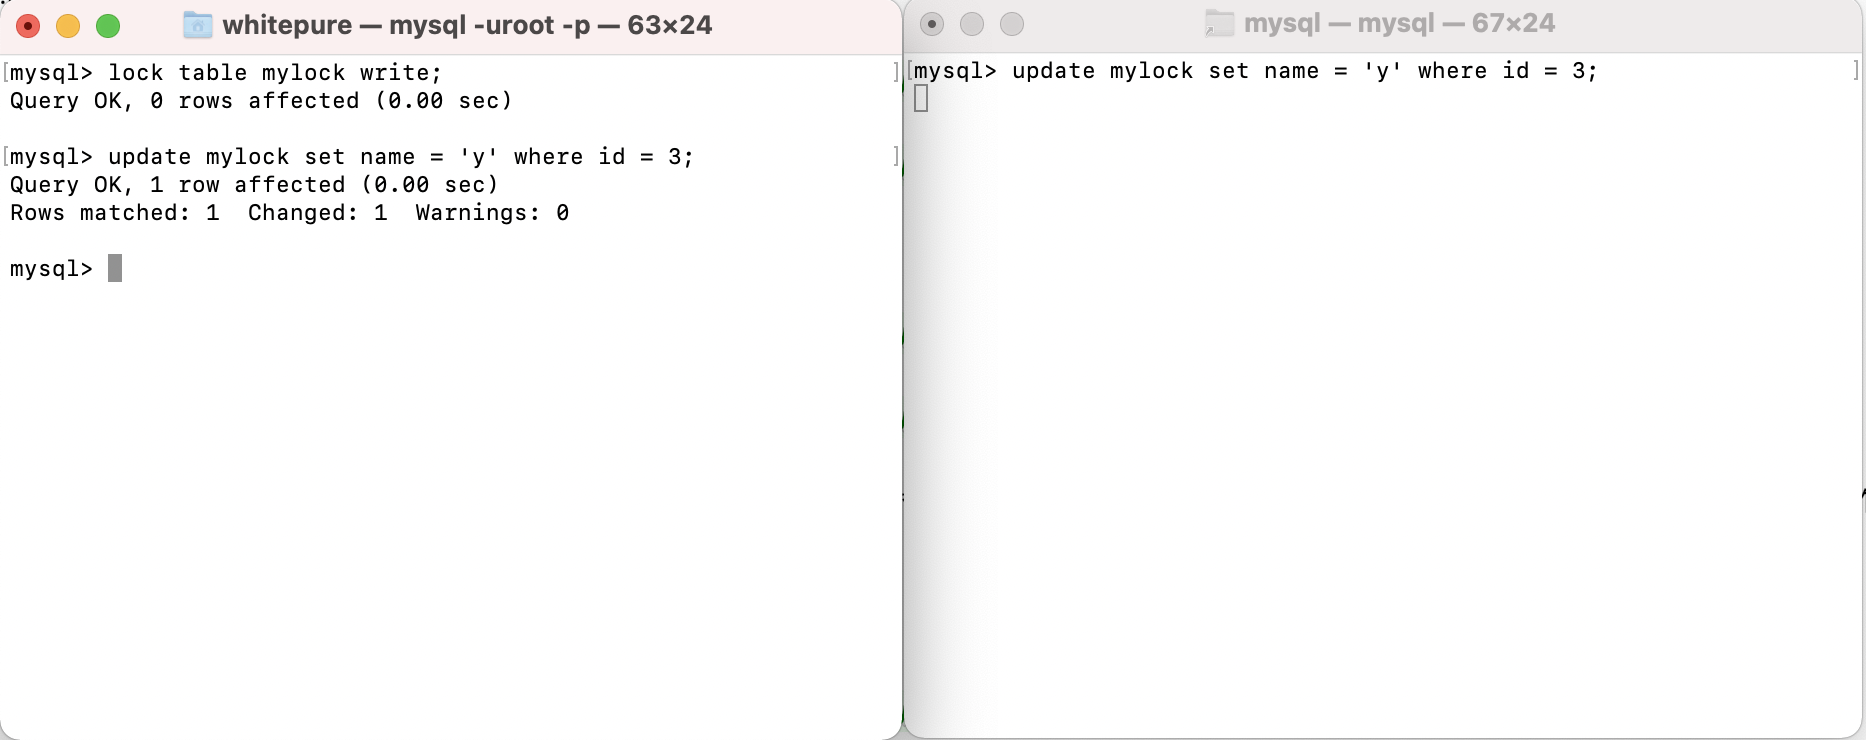 whitepure — mysql -uroot -p — 63×24
mysql> lock table mylock write;
Query OK, 0 rows affected (0.00 sec)
mysql> update mylock set name = 'y' where id = 3;
Query OK, 1 row affected (0.00 sec)
Rows matched: 1  Changed: 1  Warnings: 0
mysql>
mysql — mysql — 67×24
mysql> update mylock set name = 'y' where id = 3;